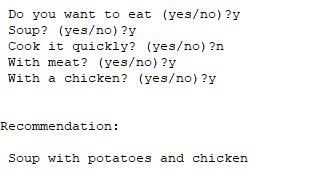 Do you want to eat (yes/no)?y
Soup? (yes/no)?y
Cook it quickly? (yes/no)?n
With meat? (yes/no)?y
With a chicken? (yes/no)?y
Recommendation:
Soup with potatoes and chicken